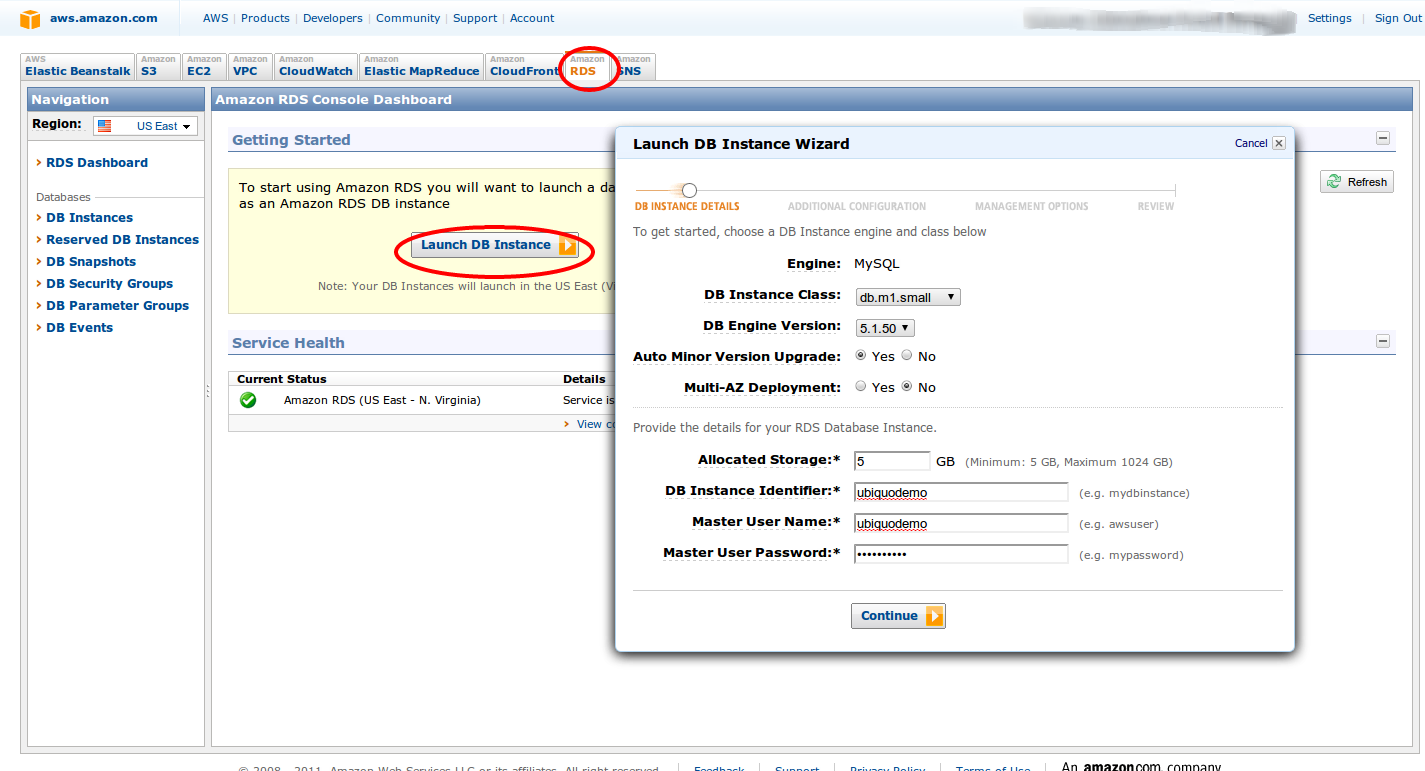 aws.amazon.com AWS | Products | Developers | Community | Support | Account Settings | Sign Out
AWS Amazon Amazon Amazon Amazon Amazon Amazon Amazon Amazon
Elastic Beanstalk S3 EC2 VPC CloudWatch Elastic MapReduce CloudFront RDS SNS
Navigation
Region: US East
RDS Dashboard
Databases
DB Instances
Reserved DB Instances
DB Snapshots
DB Security Groups
DB Parameter Groups
DB Events
Amazon RDS Console Dashboard
Getting Started
To start using Amazon RDS you will want to launch a da
as an Amazon RDS DB instance
Launch DB Instance
Note: Your DB Instances will launch in the US East (Vi
Refresh
Service Health
Current Status Details
Amazon RDS (US East - N. Virginia) Service is
View co
Launch DB Instance Wizard Cancel
DB INSTANCE DETAILS ADDITIONAL CONFIGURATION MANAGEMENT OPTIONS REVIEW
To get started, choose a DB Instance engine and class below
Engine: MySQL
DB Instance Class: db.m1.small
DB Engine Version: 5.1.50
Auto Minor Version Upgrade: Yes No
Multi-AZ Deployment: Yes No
Provide the details for your RDS Database Instance.
Allocated Storage:* 5 GB (Minimum: 5 GB, Maximum 1024 GB)
DB Instance Identifier:* ubiquodemo (e.g. mydbinstance)
Master User Name:* ubiquodemo (e.g. awsuser)
Master User Password:* •••••••••• (e.g. mypassword)
Continue
© 2008 - 2011, Amazon Web Services LLC or its affiliates. All right reserved. | Feedback | Support | Privacy Policy | Terms of Use | An amazon.com. company